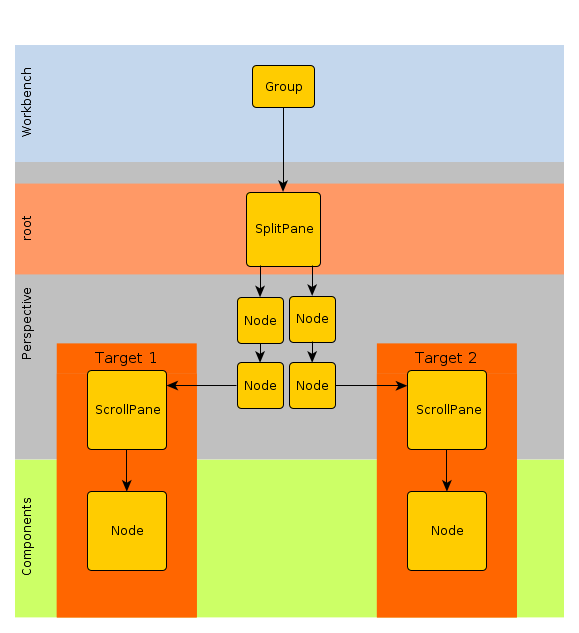 Workbench
Group
root
SplitPane
Perspective
Node
Node
Target 1
Target 2
Node
Node
ScrollPane
ScrollPane
Components
Node
Node